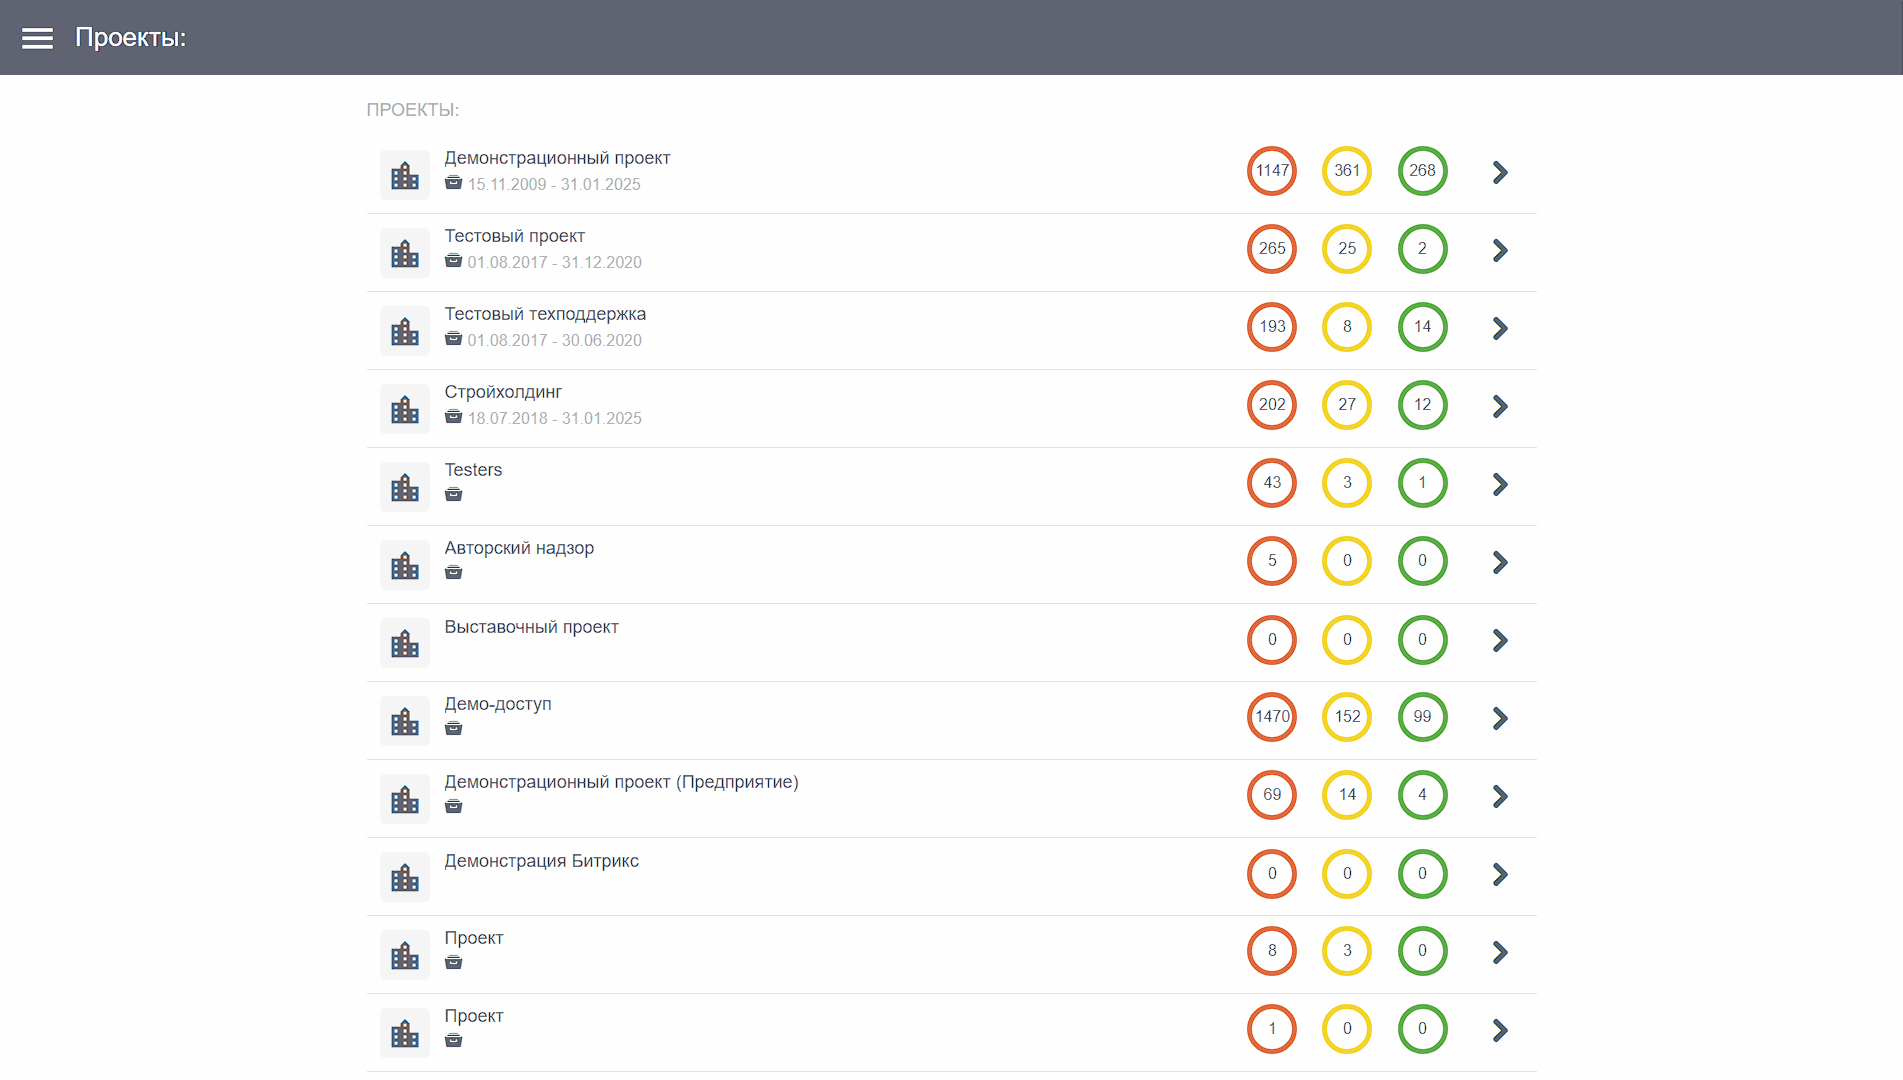 Проекты:
ПРОЕКТЫ:
Демонстрационный проект
15.11.2009 - 31.01.2025
1147 361 268
Тестовый проект
01.08.2017 - 31.12.2020
265 25 2
Тестовый техподдержка
01.08.2017 - 30.06.2020
193 8 14
Стройхолдинг
18.07.2018 - 31.01.2025
202 27 12
Testers
43 3 1
Авторский надзор
5 0 0
Выставочный проект
0 0 0
Демо-доступ
1470 152 99
Демонстрационный проект (Предприятие)
69 14 4
Демонстрация Битрикс
0 0 0
Проект
8 3 0
Проект
1 0 0